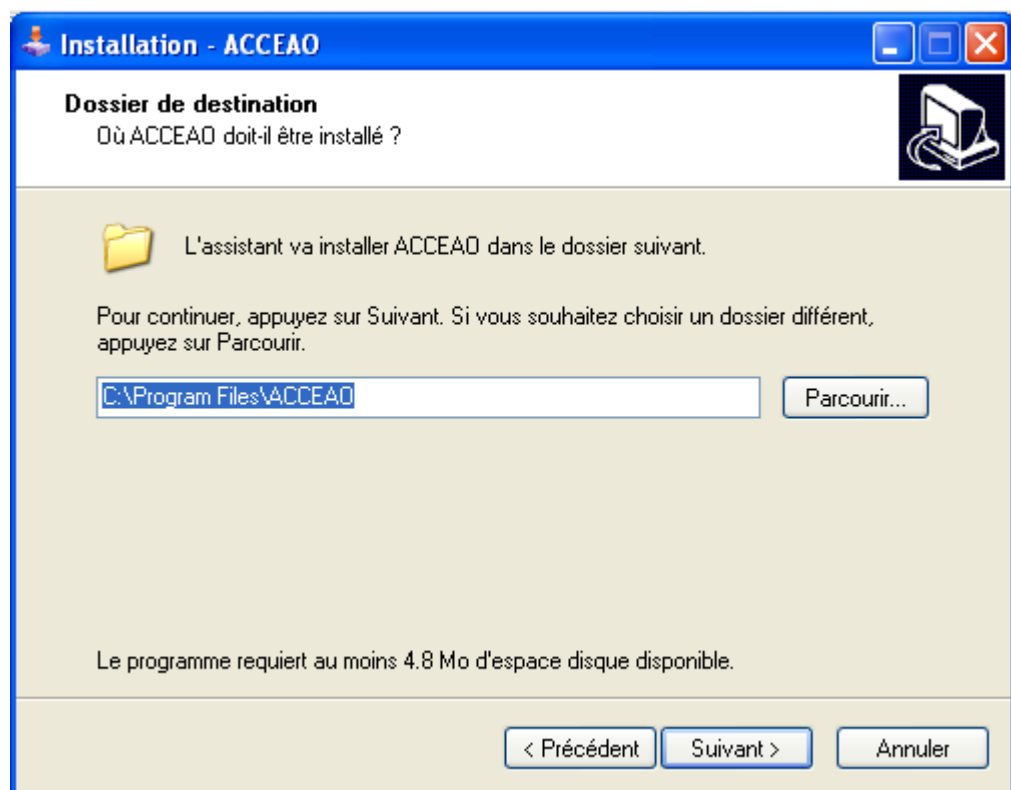 Installation - ACCEAO
Dossier de destination
Où ACCEAO doit-il être installé ?
L'assistant va installer ACCEAO dans le dossier suivant.
Pour continuer, appuyez sur Suivant. Si vous souhaitez choisir un dossier différent,
appuyez sur Parcourir.
C:\Program Files\ACCEAO
Parcourir...
Le programme requiert au moins 4.8 Mo d'espace disque disponible.
< Précédent
Suivant >
Annuler